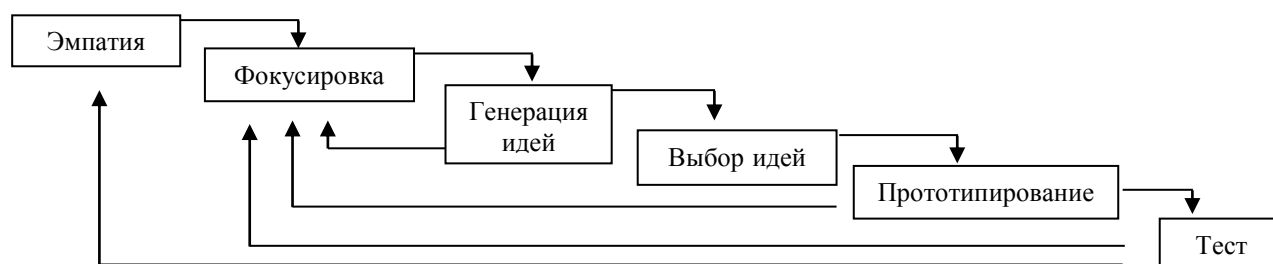 Эмпатия
Фокусировка
Генерация
идей
Выбор идей
Прототипирование
Тест